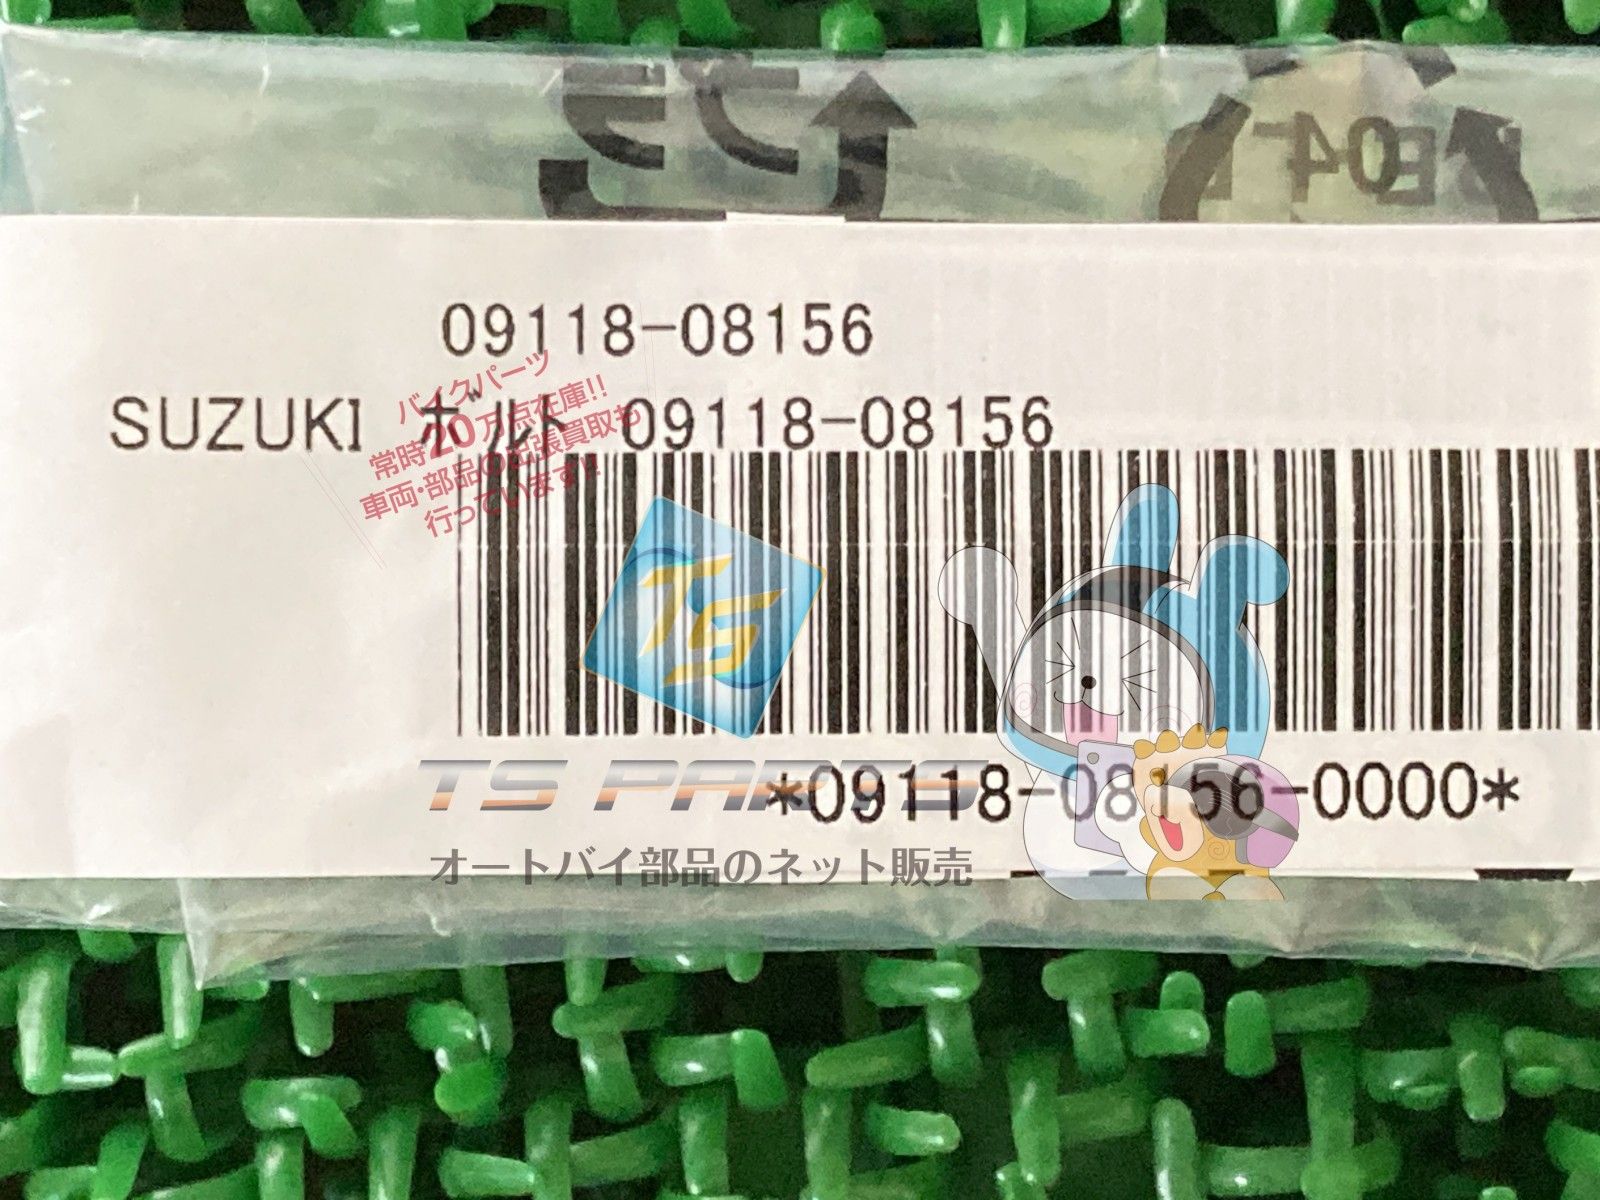 プラ
PE04
09118-08156
SUZUKI ボルト 09118-08156
バイクパーツ
常時20万点在庫!!
車両・部品の出張買取も
行っています!!
TS
TS PARTS
*09118-08156-0000*
オートバイ部品のネット販売